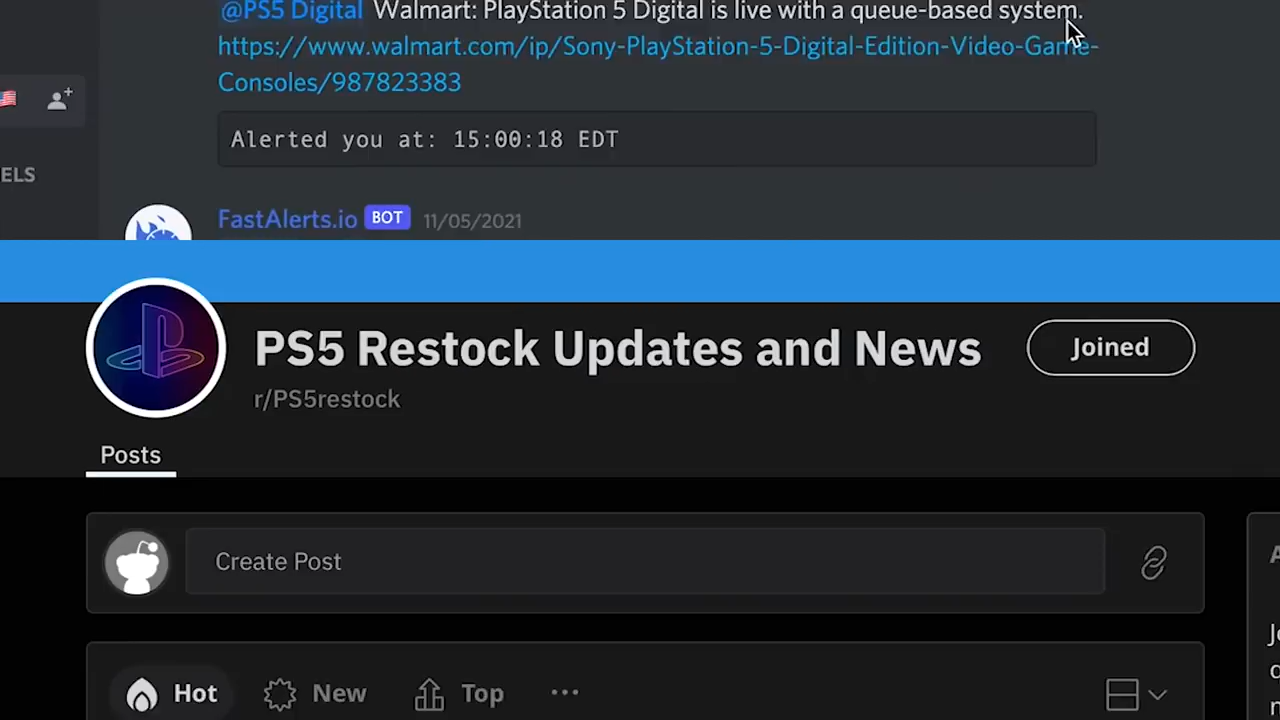 @PS5 Digital Walmart: PlayStation 5 Digital is live with a queue-based system.
https://www.walmart.com/ip/Sony-PlayStation-5-Digital-Edition-Video-Game-
Consoles/987823383
Alerted you at: 15:00:18 EDT
ELS
FastAlerts.io BOT 11/05/2021
PS5 Restock Updates and News
Joined
r/PS5restock
Posts
Create Post
Hot New Top ...